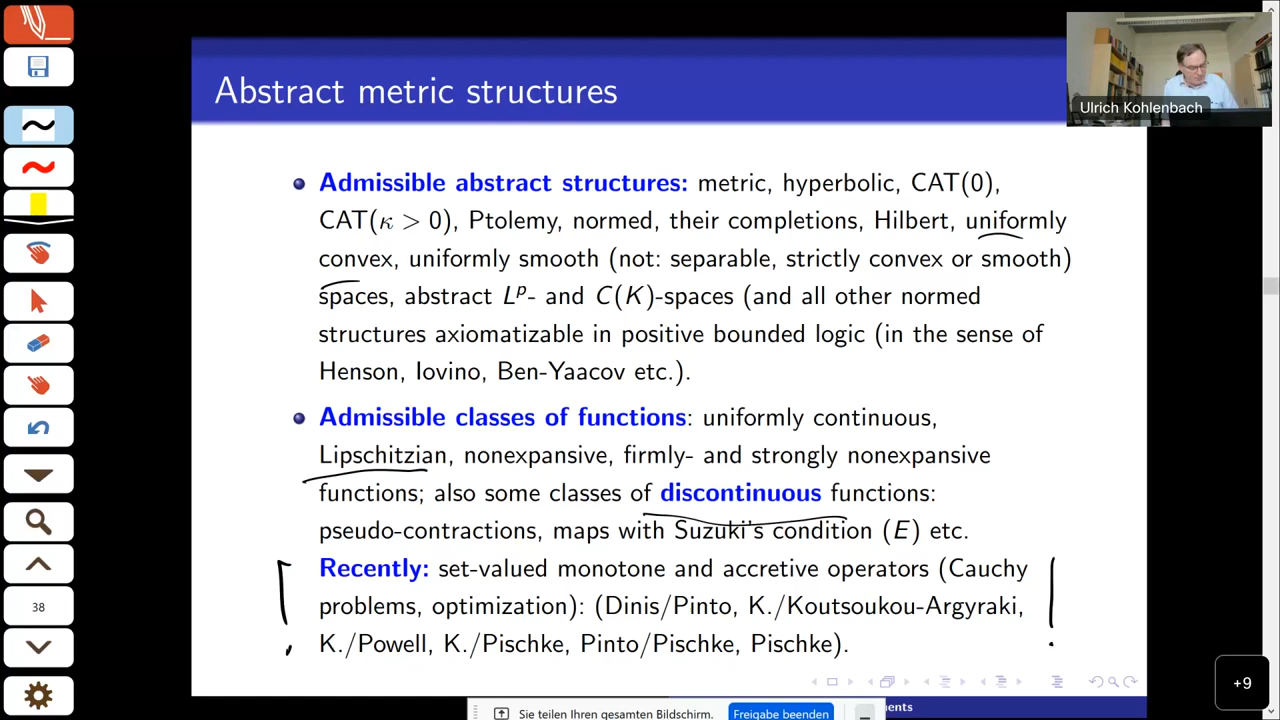 Abstract metric structures
Ulrich Kohlenbach
Admissible abstract structures: metric, hyperbolic, CAT(0),
CAT(κ > 0), Ptolemy, normed, their completions, Hilbert, uniformly
convex, uniformly smooth (not: separable, strictly convex or smooth)
spaces, abstract Lᵖ- and C(K)-spaces (and all other normed
structures axiomatizable in positive bounded logic (in the sense of
Henson, Iovino, Ben-Yaacov etc.).
Admissible classes of functions: uniformly continuous,
Lipschitzian, nonexpansive, firmly- and strongly nonexpansive
functions; also some classes of discontinuous functions:
pseudo-contractions, maps with Suzuki's condition (E) etc.
Recently: set-valued monotone and accretive operators (Cauchy
problems, optimization): (Dinis/Pinto, K./Koutsoukou-Argyraki,
K./Powell, K./Pischke, Pinto/Pischke, Pischke).
38
+9
ments
Sie teilen Ihren gesamten Bildschirm.
Freigabe beenden